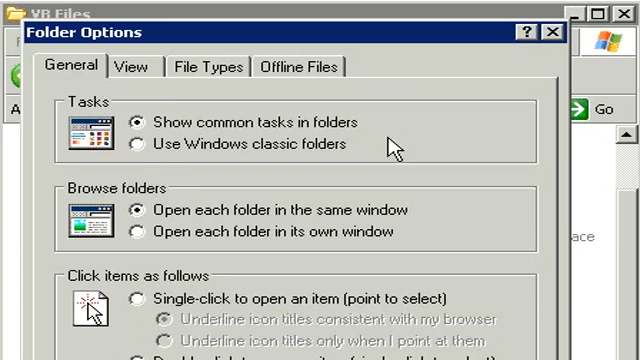 VB Files
Folder Options
General
View
File Types
Offline Files
Go
Tasks
Show common tasks in folders
Use Windows classic folders
Browse folders
Open each folder in the same window
Open each folder in its own window
Click items as follows
Single-click to open an item (point to select)
Underline icon titles consistent with my browser
Underline icon titles only when I point at them